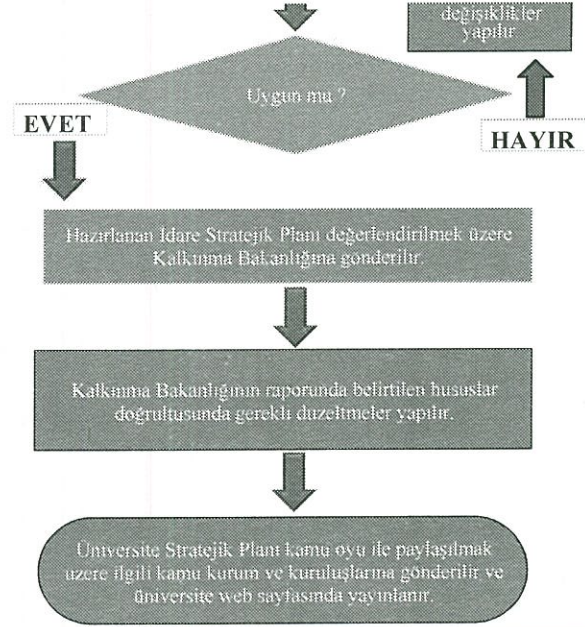 değişiklikler
yapılır
Uygun mu ?
EVET
HAYIR
Hazırlanan İdare Stratejik Planı değerlendirilmek üzere
Kalkınma Bakanlığına gönderilir.
Kalkınma Bakanlığının raporunda belirtilen hususlar
doğrultusunda gerekli düzeltmeler yapılır.
Üniversite Stratejik Planı kamu oyu ile paylaşılmak
üzere ilgili kamu kurum ve kuruluşlarına gönderilir ve
üniversite web sayfasında yayınlanır.